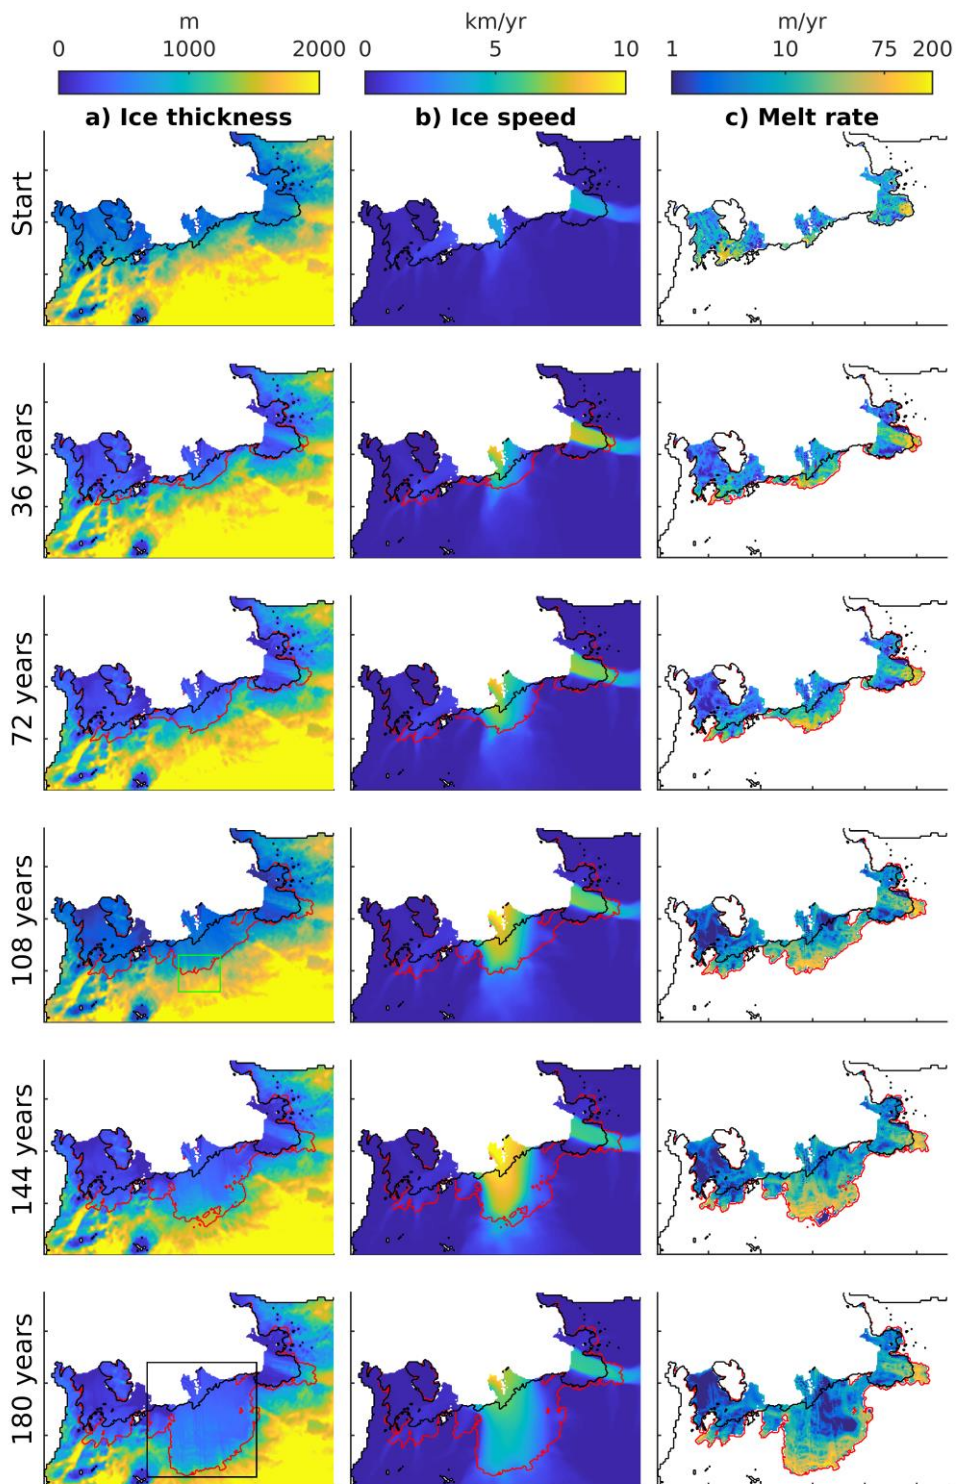 m km/yr m/yr
0 1000 2000 0 5 10 1 10 75 200
a) Ice thickness b) Ice speed c) Melt rate
Start
36 years
72 years
108 years
144 years
180 years